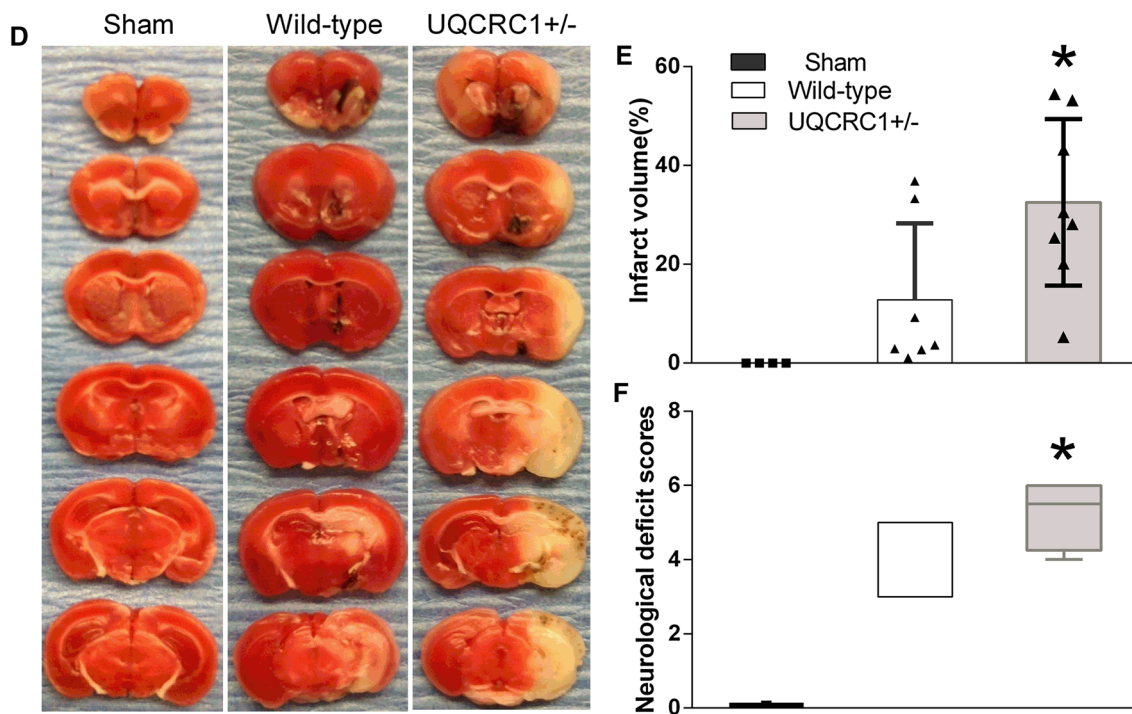 D
Sham
Wild-type
UQCRC1+/-
E
Infarct volume(%)
60
40
20
0
Sham
Wild-type
UQCRC1+/-
*
F
Neurological deficit scores
8
6
4
2
0
*